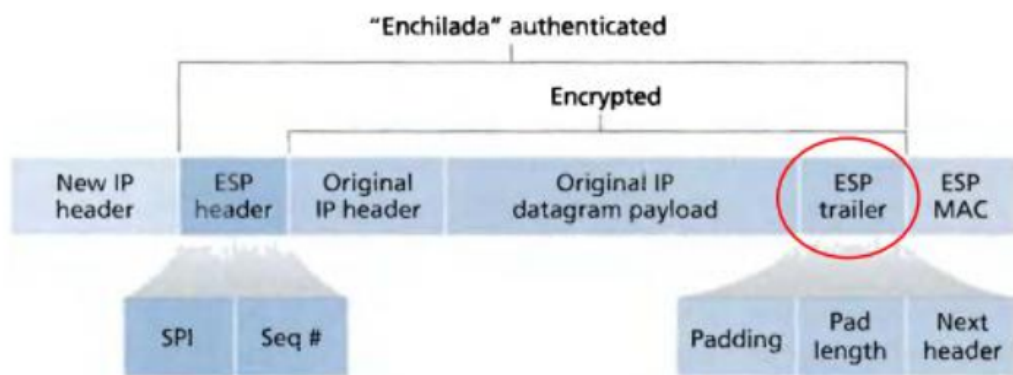 "Enchilada" authenticated
Encrypted
New IP header
ESP header
Original IP header
Original IP datagram payload
ESP trailer
ESP MAC
SPI
Seq #
Padding
Pad length
Next header